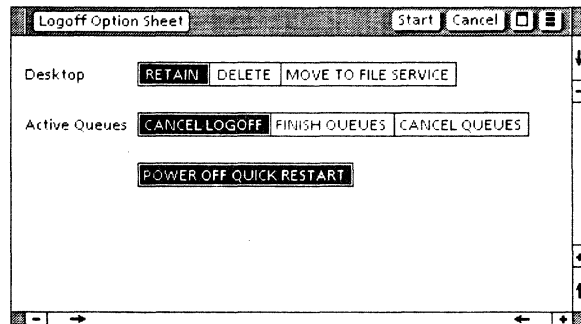 Logoff Option Sheet Start Cancel
Desktop RETAIN DELETE MOVE TO FILE SERVICE
Active Queues CANCEL LOGOFF FINISH QUEUES CANCEL QUEUES
POWER OFF QUICK RESTART